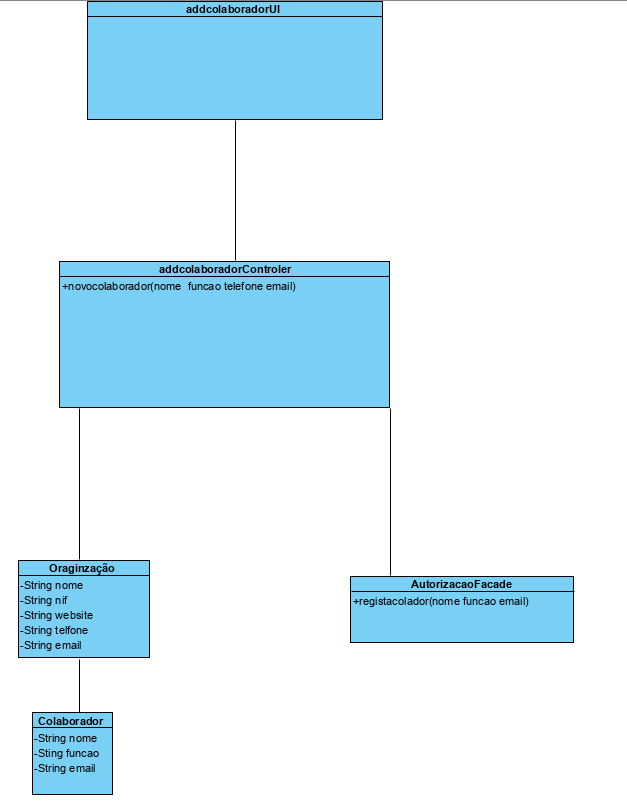 addcolaboradorUI
addcolaboradorControler
+novocolaborador(nome  funcao telefone email)
Oraginzação
-String nome
-String nif
-String website
-String telfone
-String email
AutorizacaoFacade
+registacolador(nome funcao email)
Colaborador
-String nome
-Sting funcao
-String email